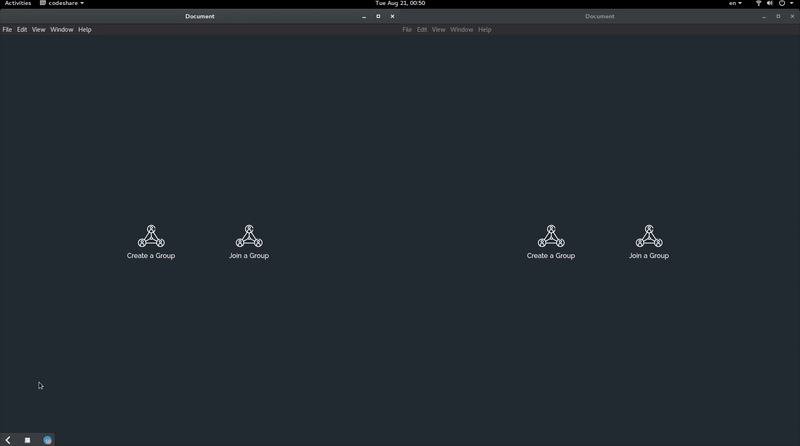 Activities codeshare Tue Aug 21, 00:50 en
Document Document
File Edit View Window Help File Edit View Window Help
Create a Group Join a Group Create a Group Join a Group